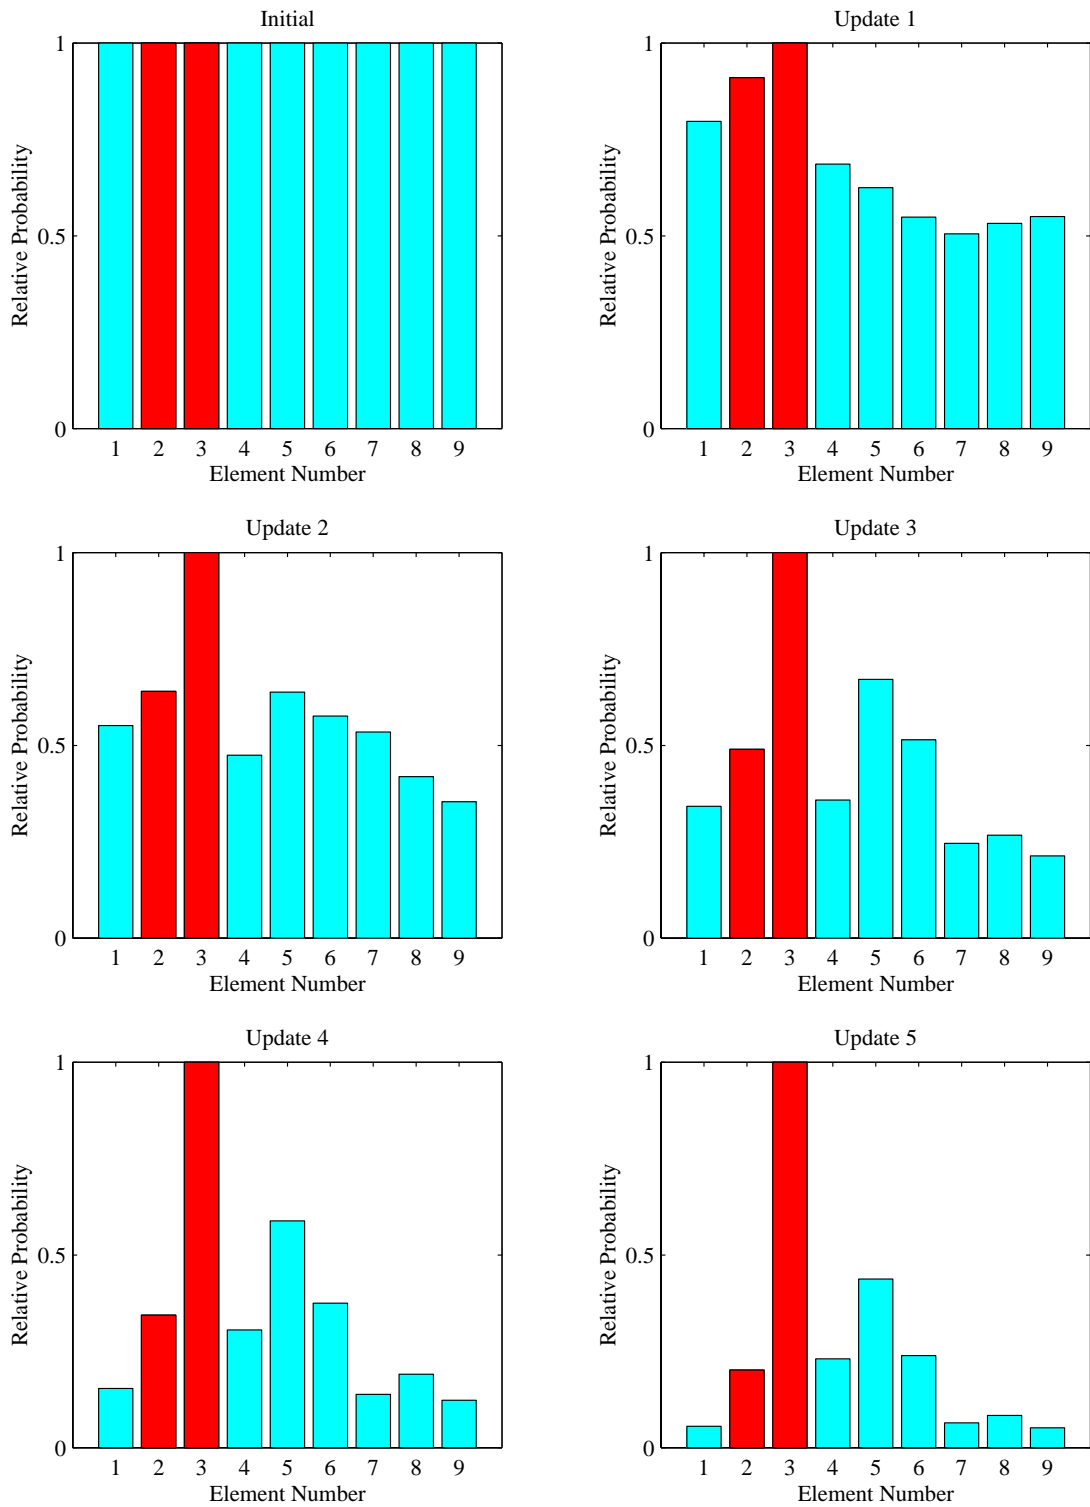 Initial
1
0.5
0
Relative Probability
1 2 3 4 5 6 7 8 9
Element Number
Update 1
1
0.5
0
Relative Probability
1 2 3 4 5 6 7 8 9
Element Number
Update 2
1
0.5
0
Relative Probability
1 2 3 4 5 6 7 8 9
Element Number
Update 3
1
0.5
0
Relative Probability
1 2 3 4 5 6 7 8 9
Element Number
Update 4
1
0.5
0
Relative Probability
1 2 3 4 5 6 7 8 9
Element Number
Update 5
1
0.5
0
Relative Probability
1 2 3 4 5 6 7 8 9
Element Number